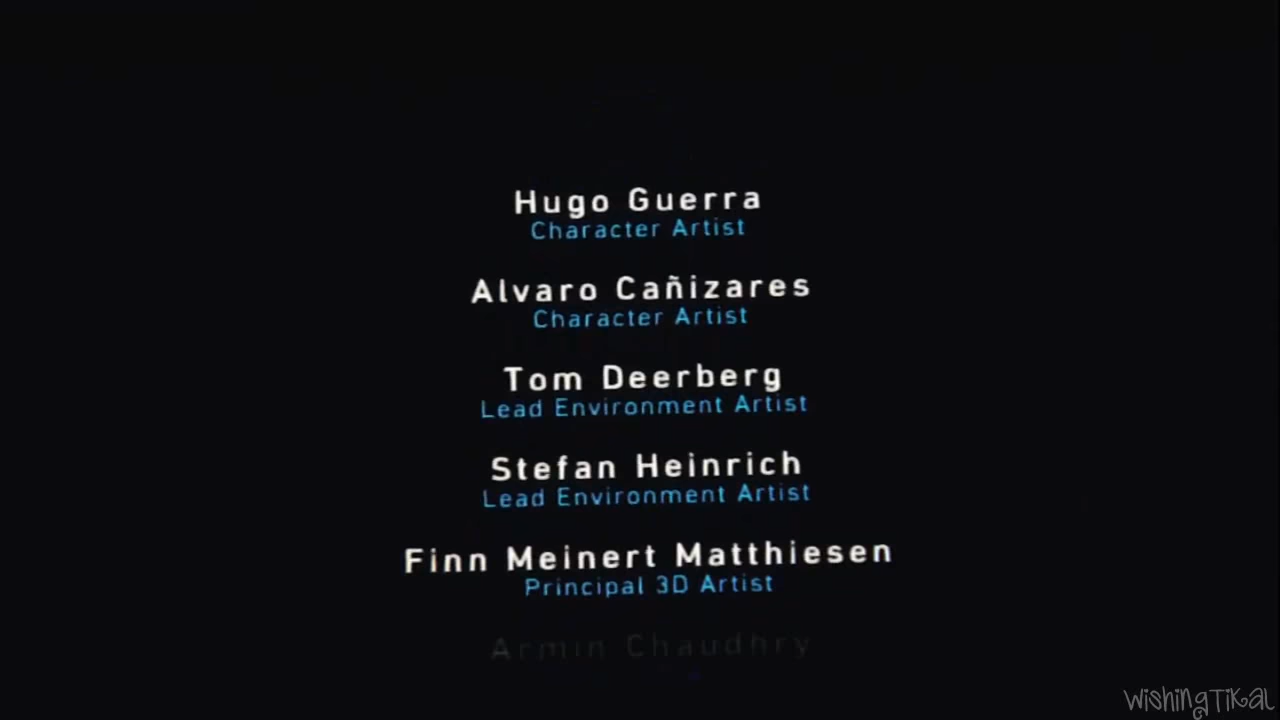 Hugo Guerra
Character Artist
Alvaro Cañizares
Character Artist
Tom Deerberg
Lead Environment Artist
Stefan Heinrich
Lead Environment Artist
Finn Meinert Matthiesen
Principal 3D Artist
Armin Chaudhry
WishingTikal